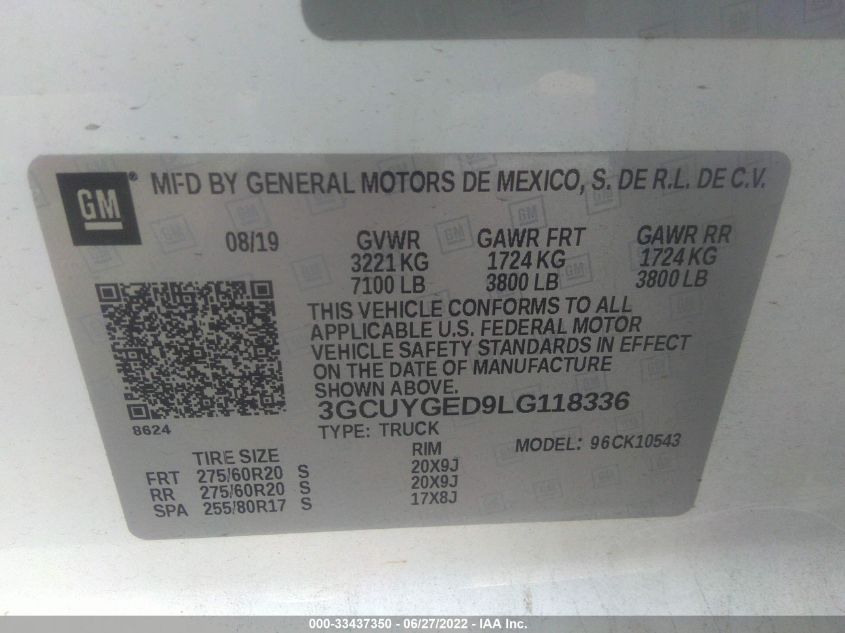 GM
® MFD BY GENERAL MOTORS DE MEXICO, S. DE R.L. DE C.V.
08/19 GVWR GAWR FRT GAWR RR
3221 KG 1724 KG 1724 KG
7100 LB 3800 LB 3800 LB
THIS VEHICLE CONFORMS TO ALL
APPLICABLE U.S. FEDERAL MOTOR
VEHICLE SAFETY STANDARDS IN EFFECT
ON THE DATE OF MANUFACTURE
SHOWN ABOVE.
8624
3GCUYGED9LG118336
TYPE: TRUCK MODEL: 96CK10543
TIRE SIZE RIM
FRT 275/60R20 S 20X9J
RR 275/60R20 S 20X9J
SPA 255/80R17 S 17X8J
000-33437350 - 06/27/2022 - IAA Inc.